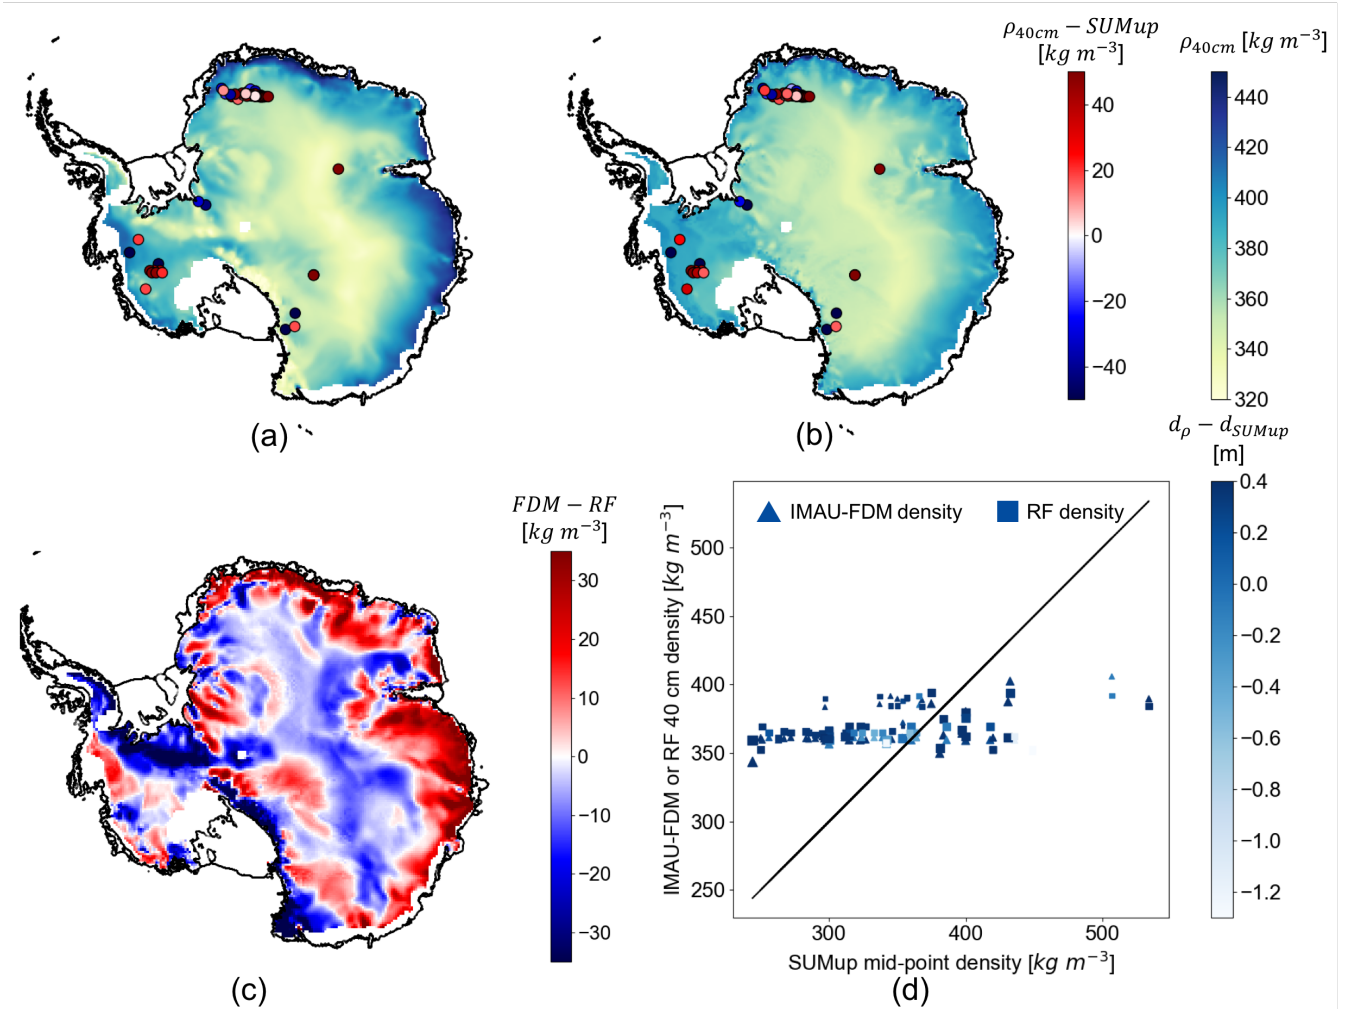 ρ40cm − SUMup
[kg m−3]
ρ40cm [kg m−3]
40
20
0
−20
−40
440
420
400
380
360
340
320
(a)
(b)
FDM − RF
[kg m−3]
30
20
10
0
−10
−20
−30
(c)
IMAU-FDM or RF 40 cm density [kg m−3]
500
450
400
350
300
250
IMAU-FDM density
RF density
300
400
500
SUMup mid-point density [kg m−3]
(d)
dρ − dSUMup
[m]
0.4
0.2
0.0
−0.2
−0.4
−0.6
−0.8
−1.0
−1.2